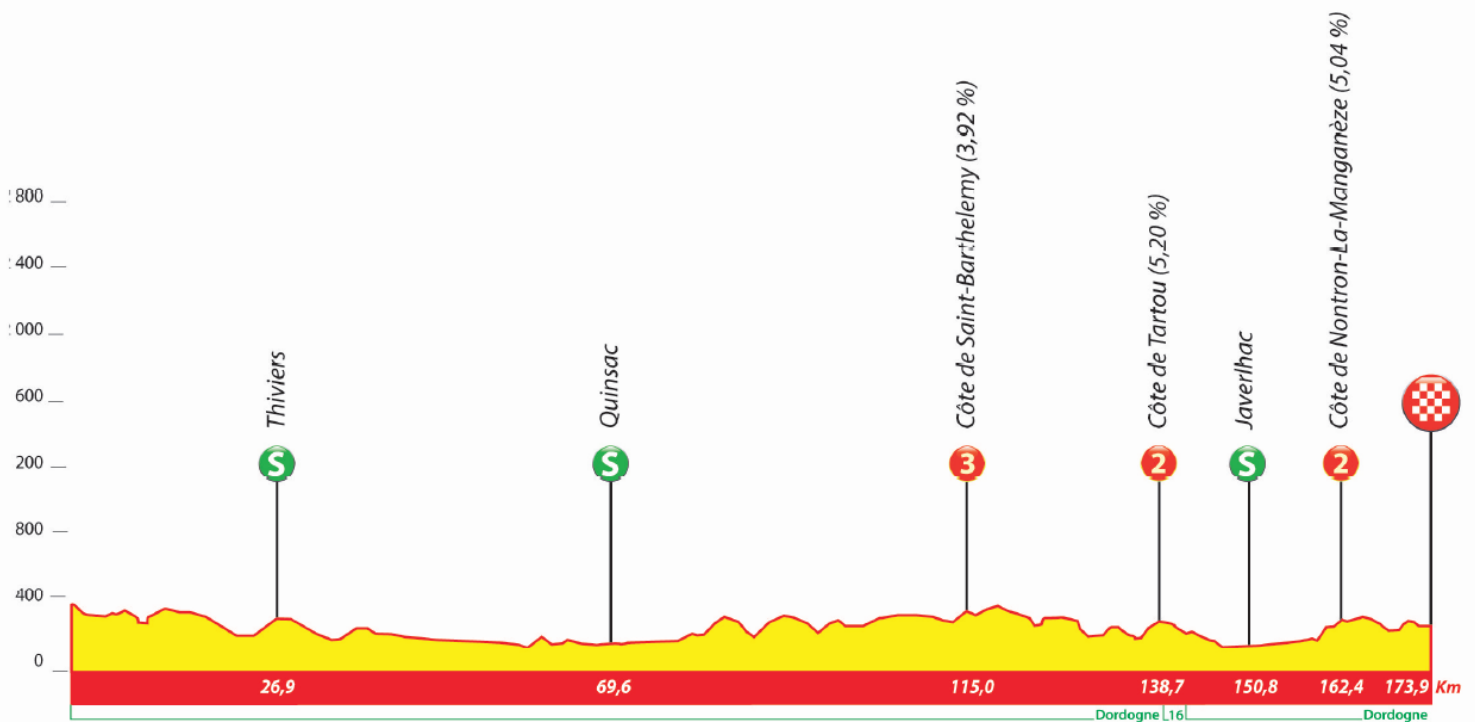 Côte de Nontron-La-Manganèze (5,04 %)
Côte de Saint-Barthelemy (3,92 %)
Côte de Tartou (5,20 %)
Thiviers
Quinsac
Javerlhac
800
400
000
600
200
800
400
0
S
S
3
2
S
2
26,9
69,6
115,0
138,7
150,8
162,4
173,9 Km
Dordogne
16
Dordogne